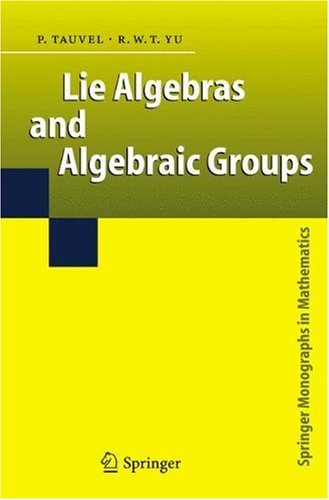 P. TAUVEL · R.W.T. YU
Lie Algebras
and
Algebraic Groups
Springer Monographs in Mathematics
Springer